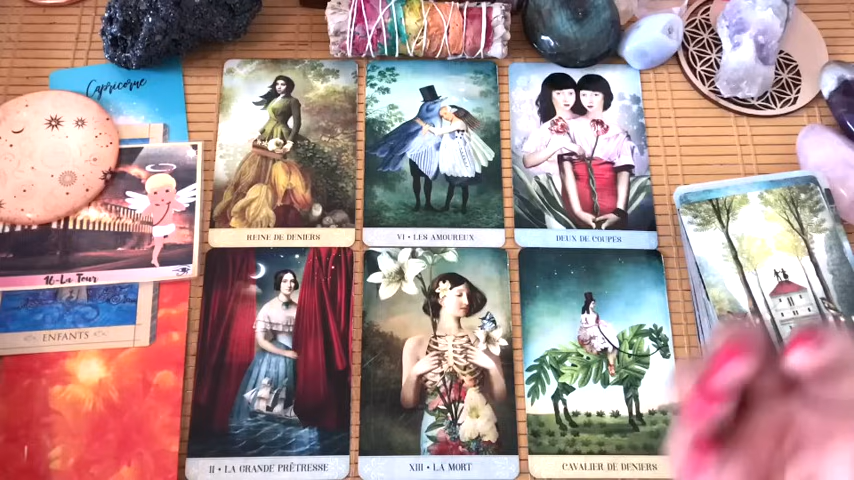 Capricorne
REINE DE DENIERS
VI • LES AMOUREUX
DEUX DE COUPES
16-La Tour
ENFANTS
II • LA GRANDE PRÊTRESSE
XIII • LA MORT
CAVALIER DE DENIERS